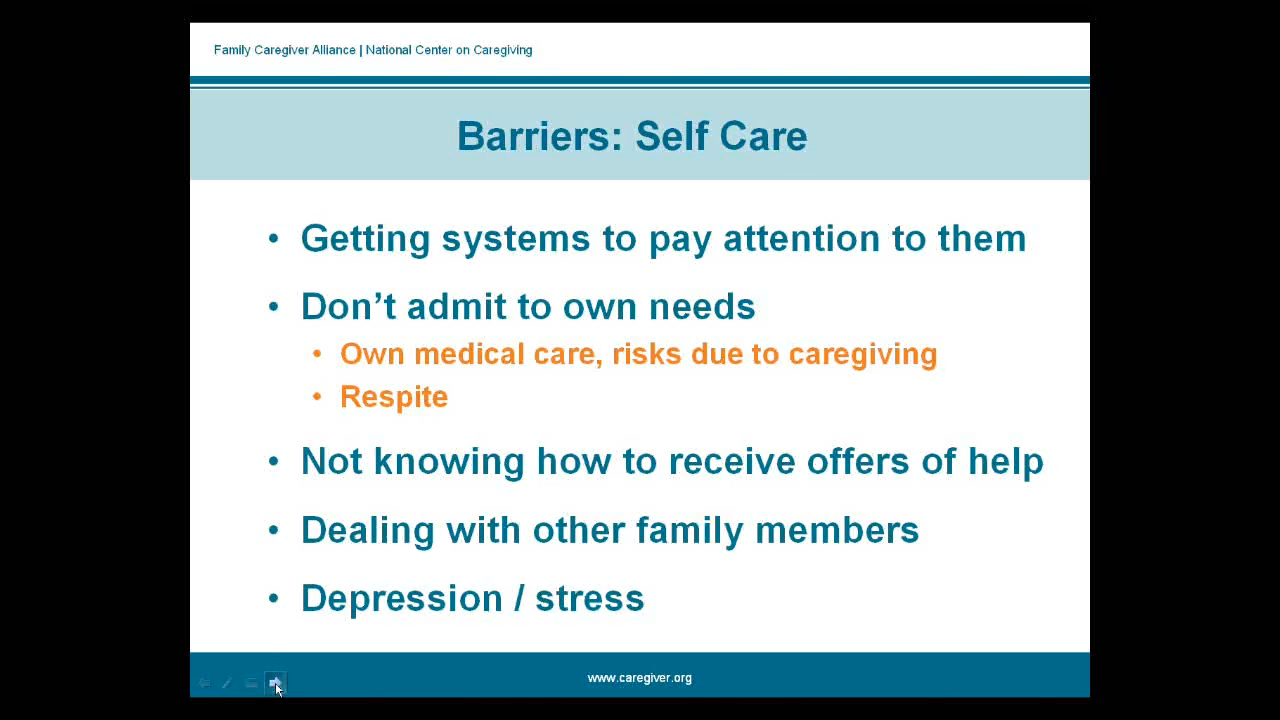 Family Caregiver Alliance | National Center on Caregiving
Barriers: Self Care
• Getting systems to pay attention to them
• Don’t admit to own needs
• Own medical care, risks due to caregiving
• Respite
• Not knowing how to receive offers of help
• Dealing with other family members
• Depression / stress
www.caregiver.org